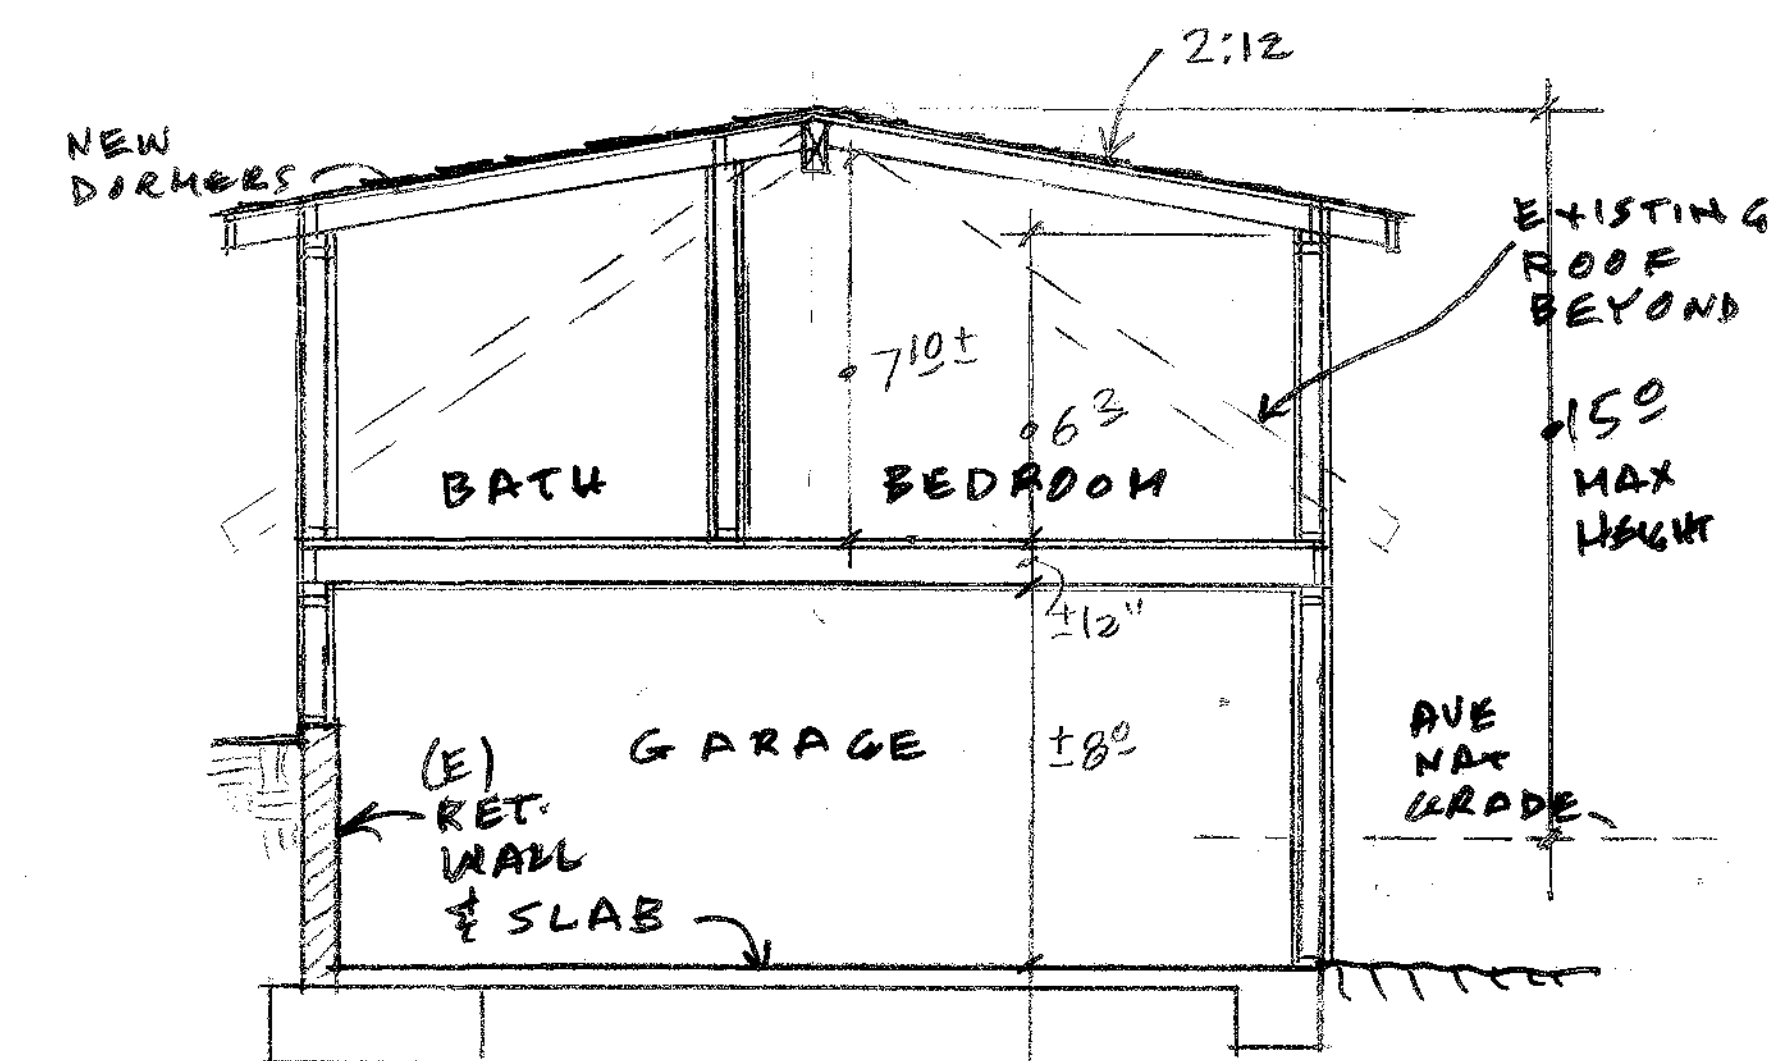 2:12
NEW
DORMERS
EXISTING
ROOF
BEYOND
7 10 ±
6 3
15 0
MAX
HEIGHT
BATH
BEDROOM
±12"
GARAGE
±8 0
AVE
NAT
GRADE
(E)
RET.
WALL
& SLAB